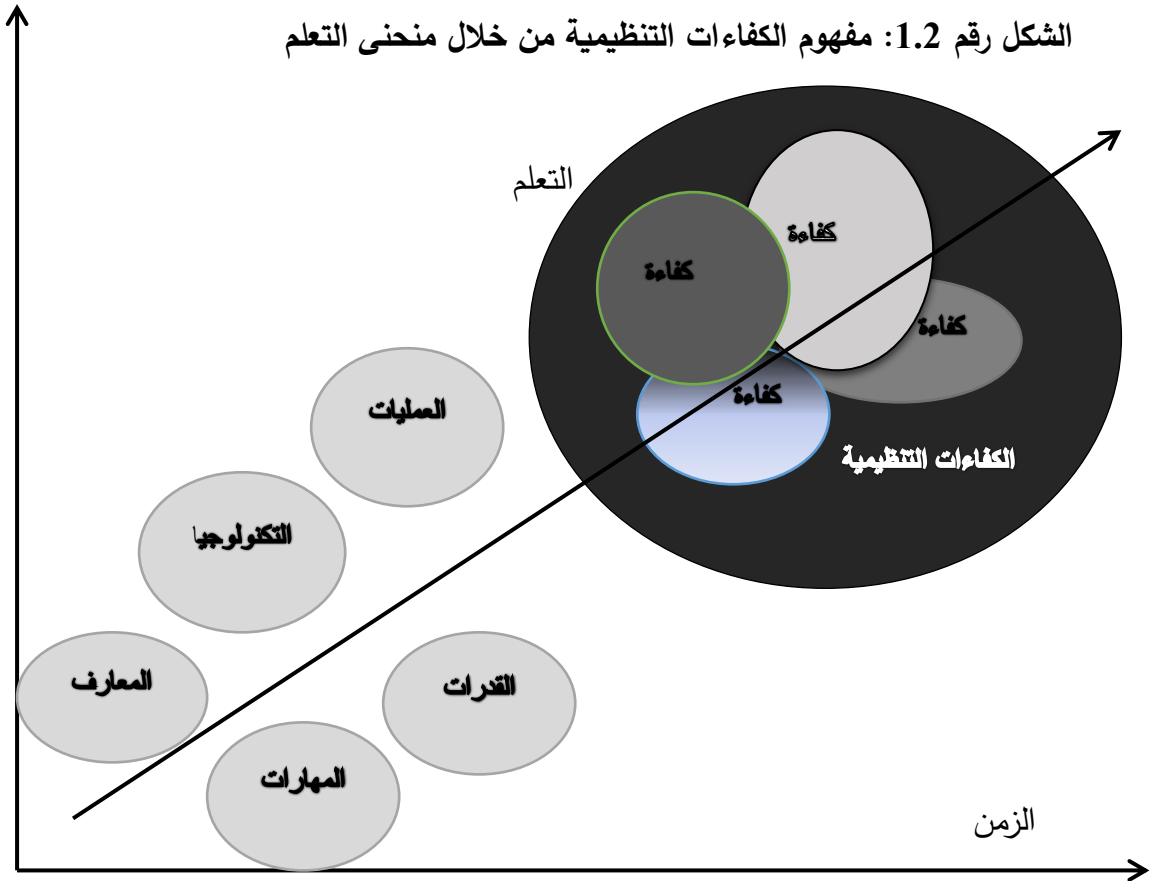 الشكل رقم 1.2: مفهوم الكفاءات التنظيمية من خلال منحنى التعلم
التعلم
كفاءة
كفاءة
كفاءة
كفاءة
الكفاءات التنظيمية
العمليات
التكنولوجيا
المعارف
القدرات
المهارات
الزمن